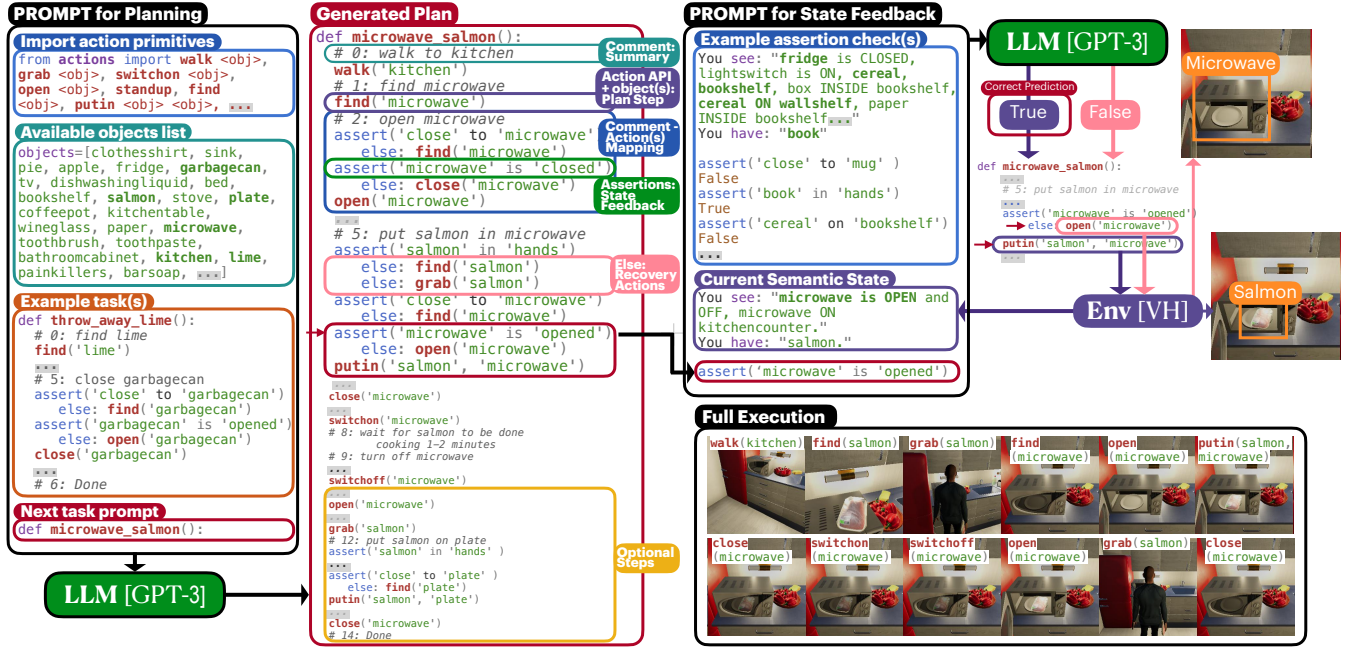 PROMPT for Planning
Import action primitives
from actions import walk <obj>,
grab <obj>, switchon <obj>,
open <obj>, standup, find
<obj>, putin <obj> <obj>, ...
Available objects list
objects=[clothesshirt, sink,
pie, apple, fridge, garbagecan,
tv, dishwashingliquid, bed,
bookshelf, salmon, stove, plate,
coffeepot, kitchentable,
wineglass, paper, microwave,
toothbrush, toothpaste,
bathroomcabinet, kitchen, lime,
painkillers, barsoap, ...]
Example task(s)
def throw_away_lime():
# 0: find lime
find('lime')
...
# 5: close garbagecan
assert('close' to 'garbagecan')
else: find('garbagecan')
assert('garbagecan' is 'opened')
else: open('garbagecan')
close('garbagecan')
...
# 6: Done
Next task prompt
def microwave_salmon():
LLM [GPT-3]
Generated Plan
def microwave_salmon():
# 0: walk to kitchen
walk('kitchen')
# 1: find microwave
find('microwave')
# 2: open microwave
assert('close' to 'microwave'
else: find('microwave')
assert('microwave' is 'closed')
else: close('microwave')
open('microwave')
...
# 5: put salmon in microwave
assert('salmon' in 'hands')
else: find('salmon')
else: grab('salmon')
assert('close' to 'microwave')
else: find('microwave')
assert('microwave' is 'opened')
else: open('microwave')
putin('salmon', 'microwave')
...
close('microwave')
...
switchon('microwave')
# 8: wait for salmon to be done
cooking 1-2 minutes
# 9: turn off microwave
...
switchoff('microwave')
...
open('microwave')
...
grab('salmon')
# 12: put salmon on plate
assert('salmon' in 'hands' )
...
assert('close' to 'plate' )
else: find('plate')
putin('salmon', 'plate')
...
close('microwave')
# 14: Done
Comment:
Summary
Action API
+ object(s):
Plan Step
Comment -
Action(s)
Mapping
Assertions:
State
Feedback
Else:
Recovery
Actions
Optional
Steps
PROMPT for State Feedback
Example assertion check(s)
You see: "fridge is CLOSED,
lightswitch is ON, cereal,
bookshelf, box INSIDE bookshelf,
cereal ON wallshelf, paper
INSIDE bookshelf..."
You have: "book"
assert('close' to 'mug' )
False
assert('book' in 'hands')
True
assert('cereal' on 'bookshelf')
False
...
Current Semantic State
You see: "microwave is OPEN and
OFF, microwave ON
kitchencounter."
You have: "salmon."
assert('microwave' is 'opened')
LLM [GPT-3]
Correct Prediction
True
False
def microwave_salmon():
...
# 5: put salmon in microwave
...
assert('microwave' is 'opened')
else: open('microwave')
putin('salmon', 'microwave')
...
Env [VH]
Microwave
Salmon
Full Execution
walk(kitchen)
find(salmon)
grab(salmon)
find
(microwave)
open
(microwave)
putin(salmon,
microwave)
close
(microwave)
switchon
(microwave)
switchoff
(microwave)
open
(microwave)
grab(salmon)
close
(microwave)